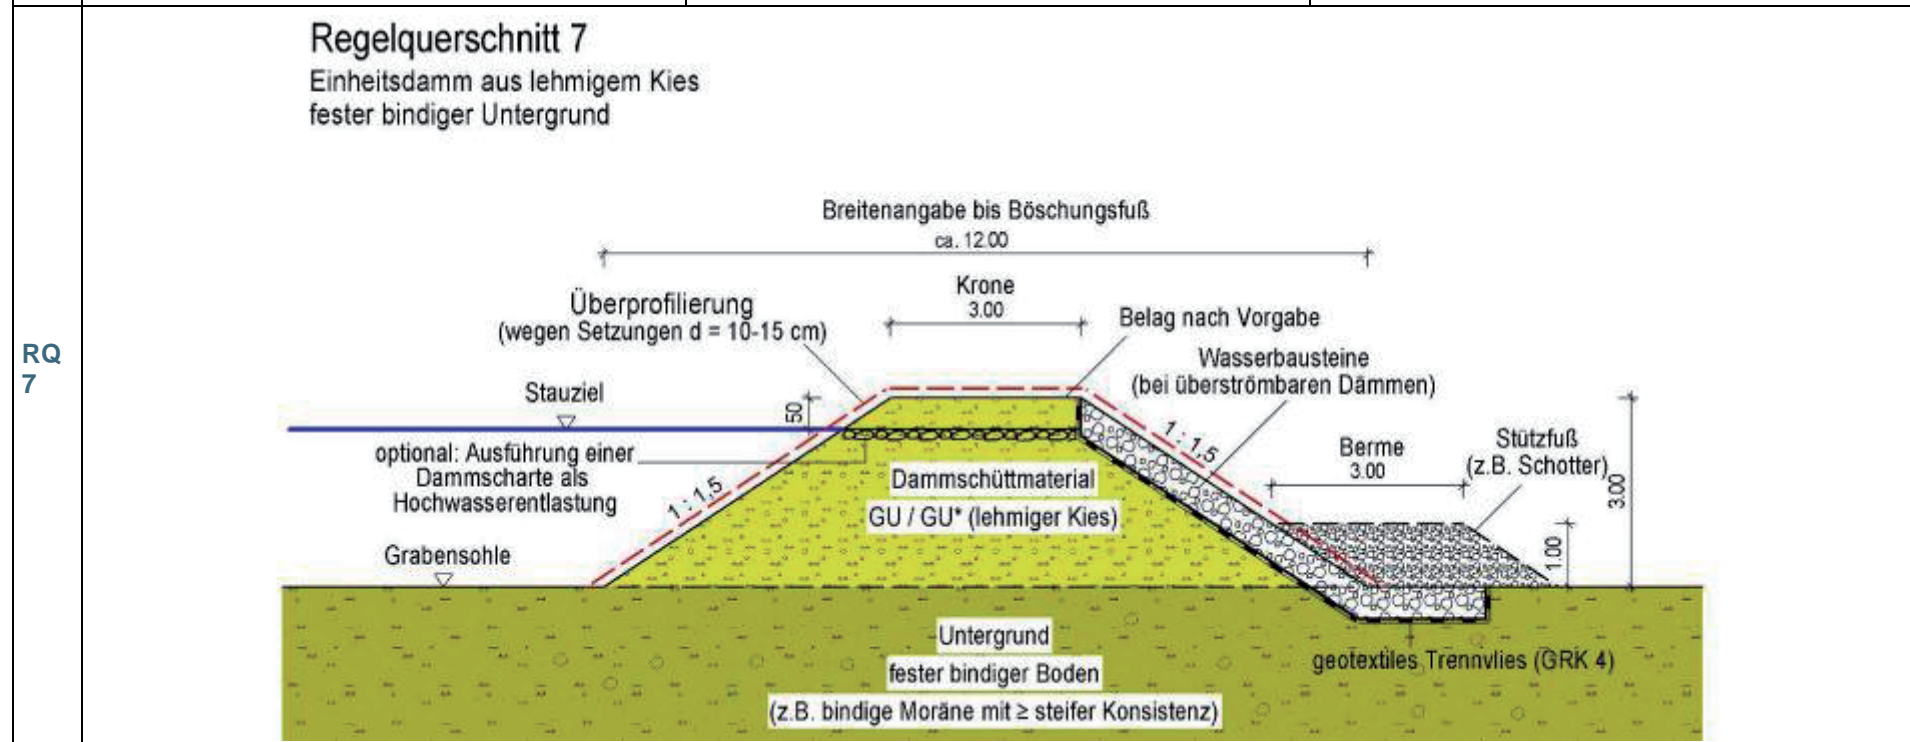 Regelquerschnitt 7
Einheitsdamm aus lehmigem Kies
fester bindiger Untergrund
Breitenangabe bis Böschungsfuß
ca. 12.00
Krone
3.00
Überprofilierung
(wegen Setzungen d = 10-15 cm)
Belag nach Vorgabe
Wasserbausteine
(bei überströmbaren Dämmen)
RQ
7
Stauziel
50
1 : 1,5
Berme
3.00
Stützfuß
(z.B. Schotter)
3.00
optional: Ausführung einer
Dammscharte als
Hochwasserentlastung
1 : 1,5
Dammschüttmaterial
GU / GU* (lehmiger Kies)
Grabensohle
1.00
Untergrund
fester bindiger Boden
(z.B. bindige Moräne mit ≥ steifer Konsistenz)
geotextiles Trennvlies (GRK 4)